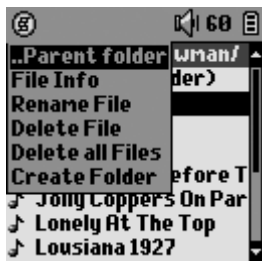 60
..Parent folder wman/
File Info der)
Rename File
Delete File
Delete all Files
Create Folder efore T
Jolly Coppers On Par
Lonely At The Top
Lousiana 1927